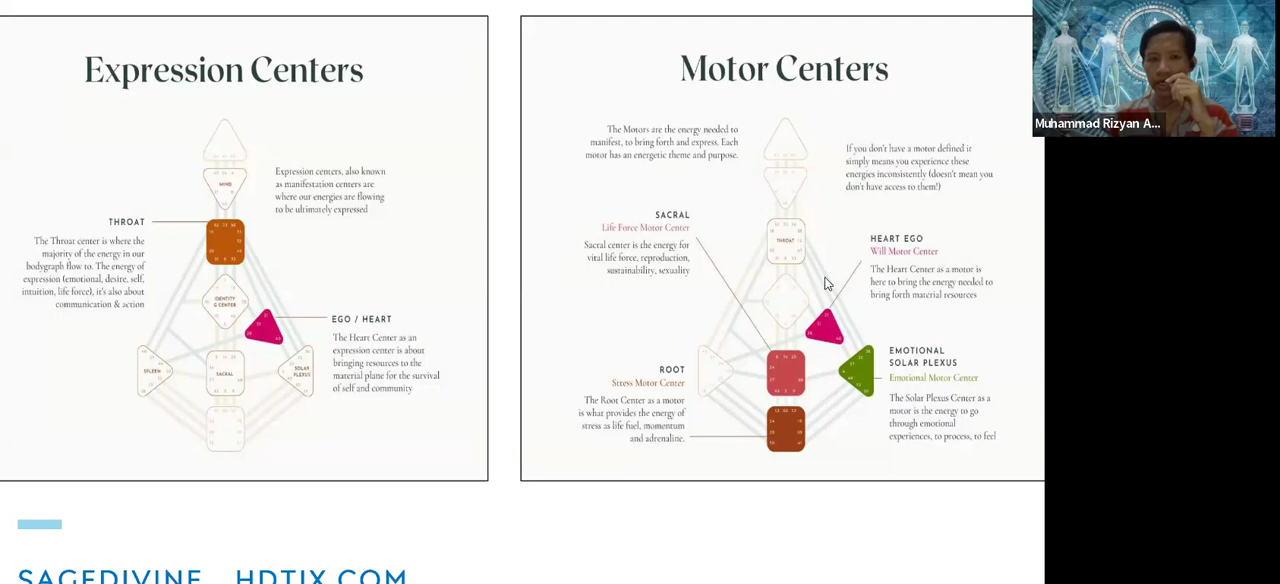 Expression Centers
MIND
Expression centers, also known
as manifestation centers are
where our energies are flowing
to be ultimately expressed
THROAT
The Throat center is where the
majority of the energy in our
bodygraph flow to. The energy of
expression (emotional, desire, self,
intuition, life force), it's also about
communication & action
IDENTITY
G CENTER
EGO / HEART
The Heart Center as an
expression center is about
bringing resources to the
material plane for the survival
of self and community
SPLEEN
SACRAL
SOLAR
PLEXUS
Motor Centers
The Motors are the energy needed to
manifest, to bring forth and express. Each
motor has an energetic theme and purpose.
If you don't have a motor defined it
simply means you experience these
energies inconsistently (doesn't mean you
don't have access to them!)
SACRAL
Life Force Motor Center
Sacral center is the energy for
vital life force, reproduction,
sustainability, sexuality
THROAT
HEART EGO
Will Motor Center
The Heart Center as a motor is
here to bring the energy needed to
bring forth material resources
ROOT
Stress Motor Center
The Root Center as a motor
is what provides the energy of
stress as life fuel, momentum
and adrenaline.
EMOTIONAL
SOLAR PLEXUS
Emotional Motor Center
The Solar Plexus Center as a
motor is the energy to go
through emotional
experiences, to process, to feel
Muhammad Rizyan A...
SAGEDIVINE HDTIX.COM